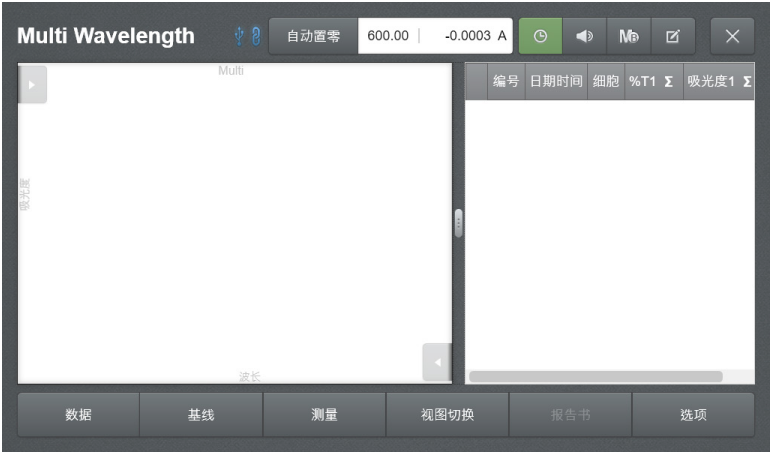 Multi Wavelength
自动置零
600.00
-0.0003 A
Multi
吸光度
波长
编号 日期时间 细胞 %T1 Σ 吸光度1 Σ
数据 基线 测量 视图切换 报告书 选项